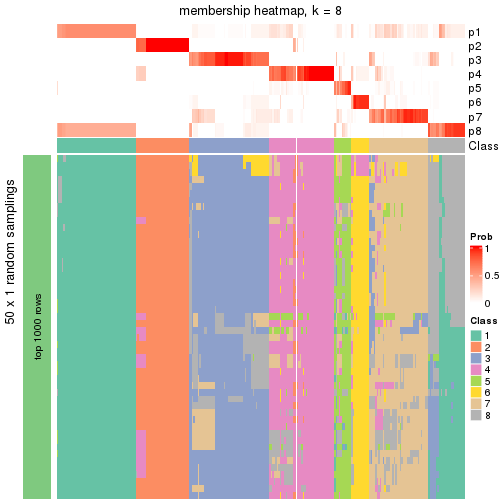 membership heatmap, k = 8
p1
p2
p3
p4
p5
p6
p7
p8
Class
50 x 1 random samplings
top 1000 rows
Prob
1
0.5
0
Class
1
2
3
4
5
6
7
8